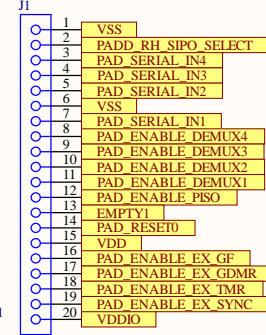 J1
1 VSS
2 PADD_RH_SIPO_SELECT
3 PAD_SERIAL_IN4
4 PAD_SERIAL_IN3
5 PAD_SERIAL_IN2
6 VSS
7 PAD_SERIAL_IN1
8 PAD_ENABLE_DEMUX4
9 PAD_ENABLE_DEMUX3
10 PAD_ENABLE_DEMUX2
11 PAD_ENABLE_DEMUX1
12 PAD_ENABLE_PISO
13 EMPTY1
14 PAD_RESET0
15 VDD
16 PAD_ENABLE_EX_GF
17 PAD_ENABLE_EX_GDMR
18 PAD_ENABLE_EX_TMR
19 PAD_ENABLE_EX_SYNC
20 VDDIO